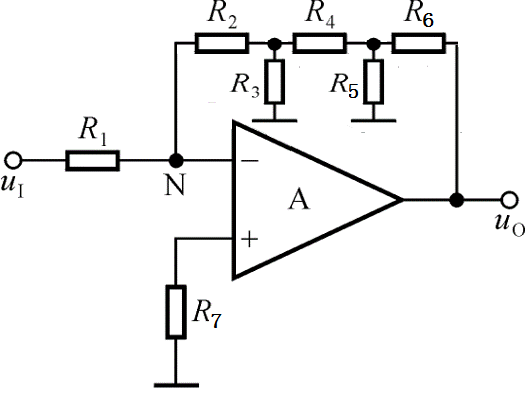 R2 R4 R6
R3 R5
R1
uI N − A
+ uO
R7